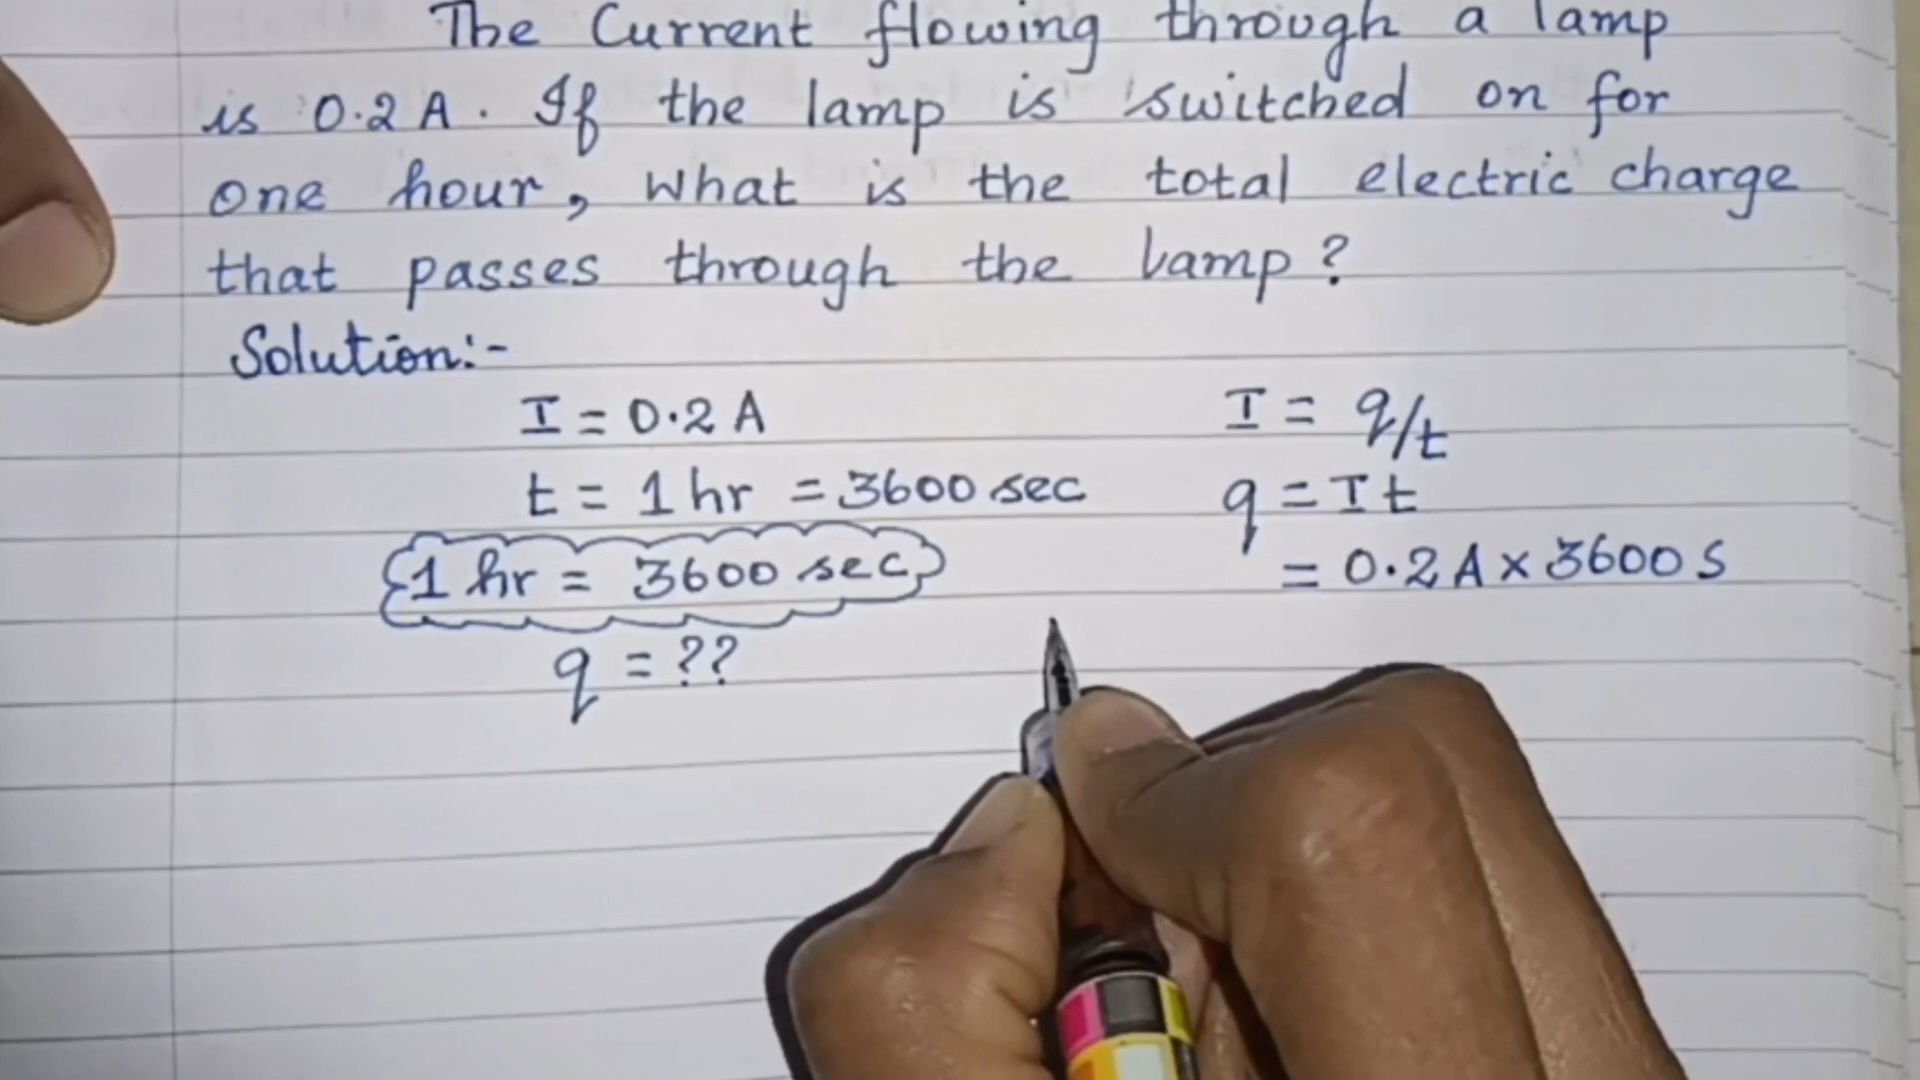 The Current flowing through a lamp
is 0.2 A. If the lamp is switched on for
one hour, what is the total electric charge
that passes through the lamp?
Solution:-
I = 0.2 A
t = 1 hr = 3600 sec
1 hr = 3600 sec
q = ??
I = q/t
q = I t
= 0.2 A × 3600 S